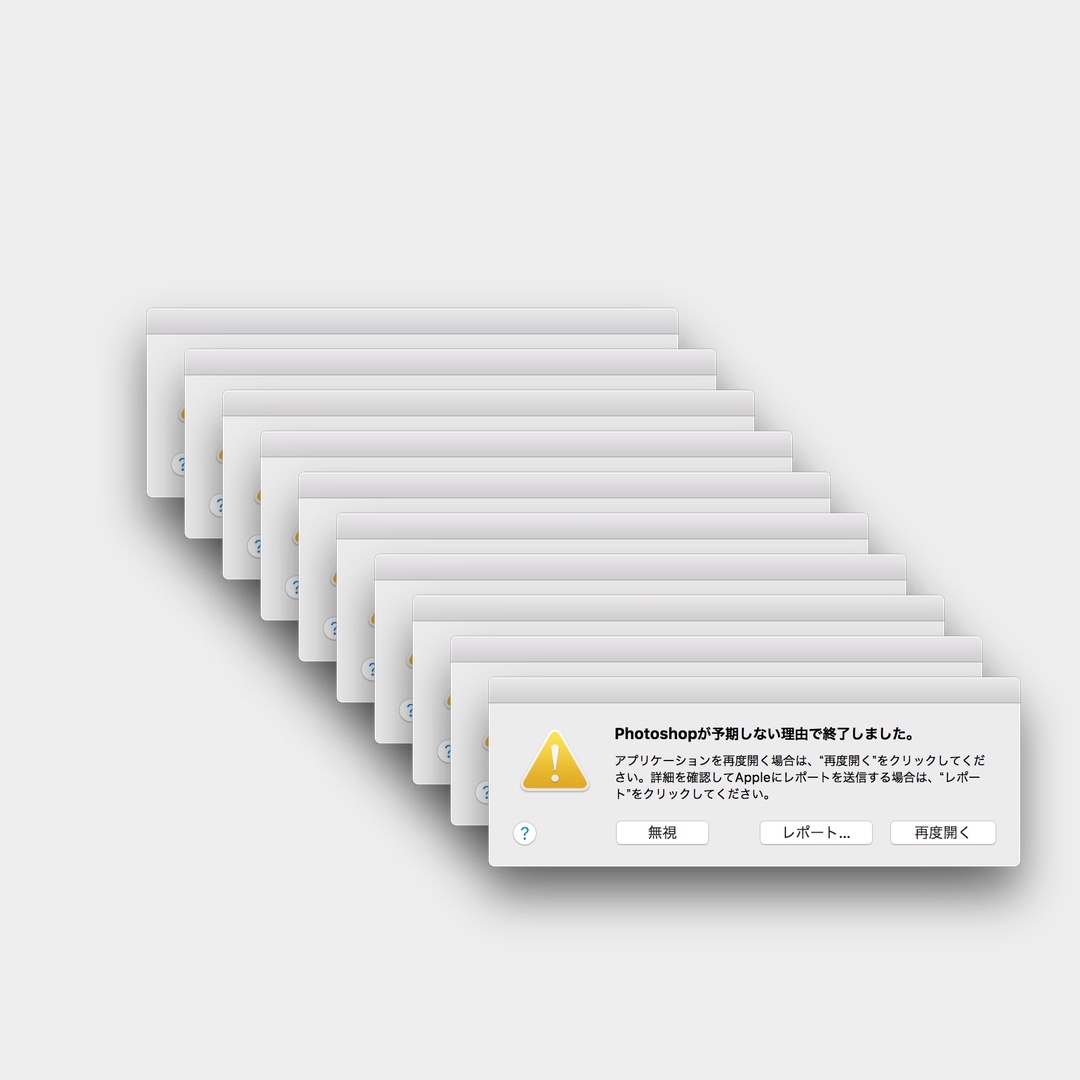 Photoshopが予期しない理由で終了しました。
アプリケーションを再度開く場合は、“再度開く”をクリックしてくだ
さい。詳細を確認してAppleにレポートを送信する場合は、“レポー
ト”をクリックしてください。
?
?
?
?
?
?
?
?
?
? 無視 レポート... 再度開く